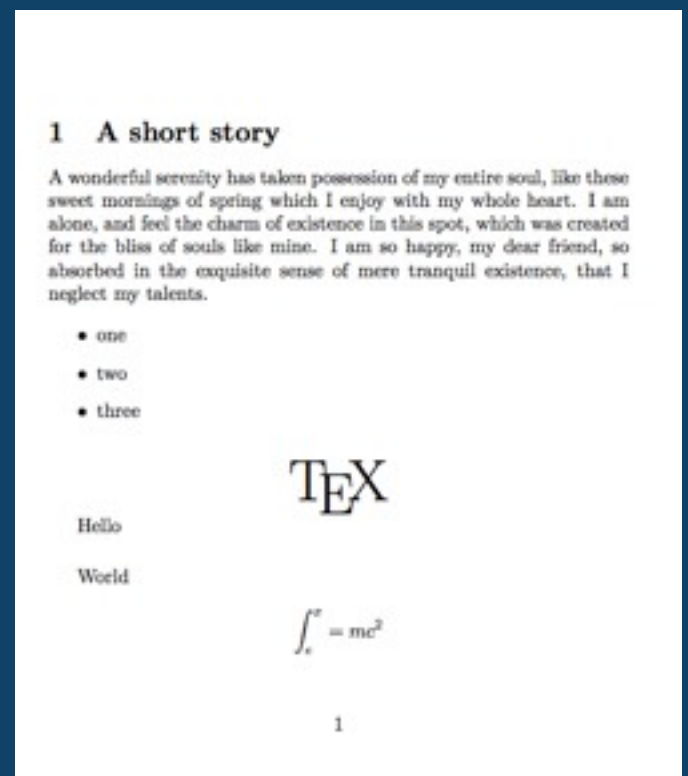 1 A short story
A wonderful serenity has taken possession of my entire soul, like these
sweet mornings of spring which I enjoy with my whole heart. I am
alone, and feel the charm of existence in this spot, which was created
for the bliss of souls like mine. I am so happy, my dear friend, so
absorbed in the exquisite sense of mere tranquil existence, that I
neglect my talents.
• one
• two
• three
TEX
Hello
World
∫ = mc²
1